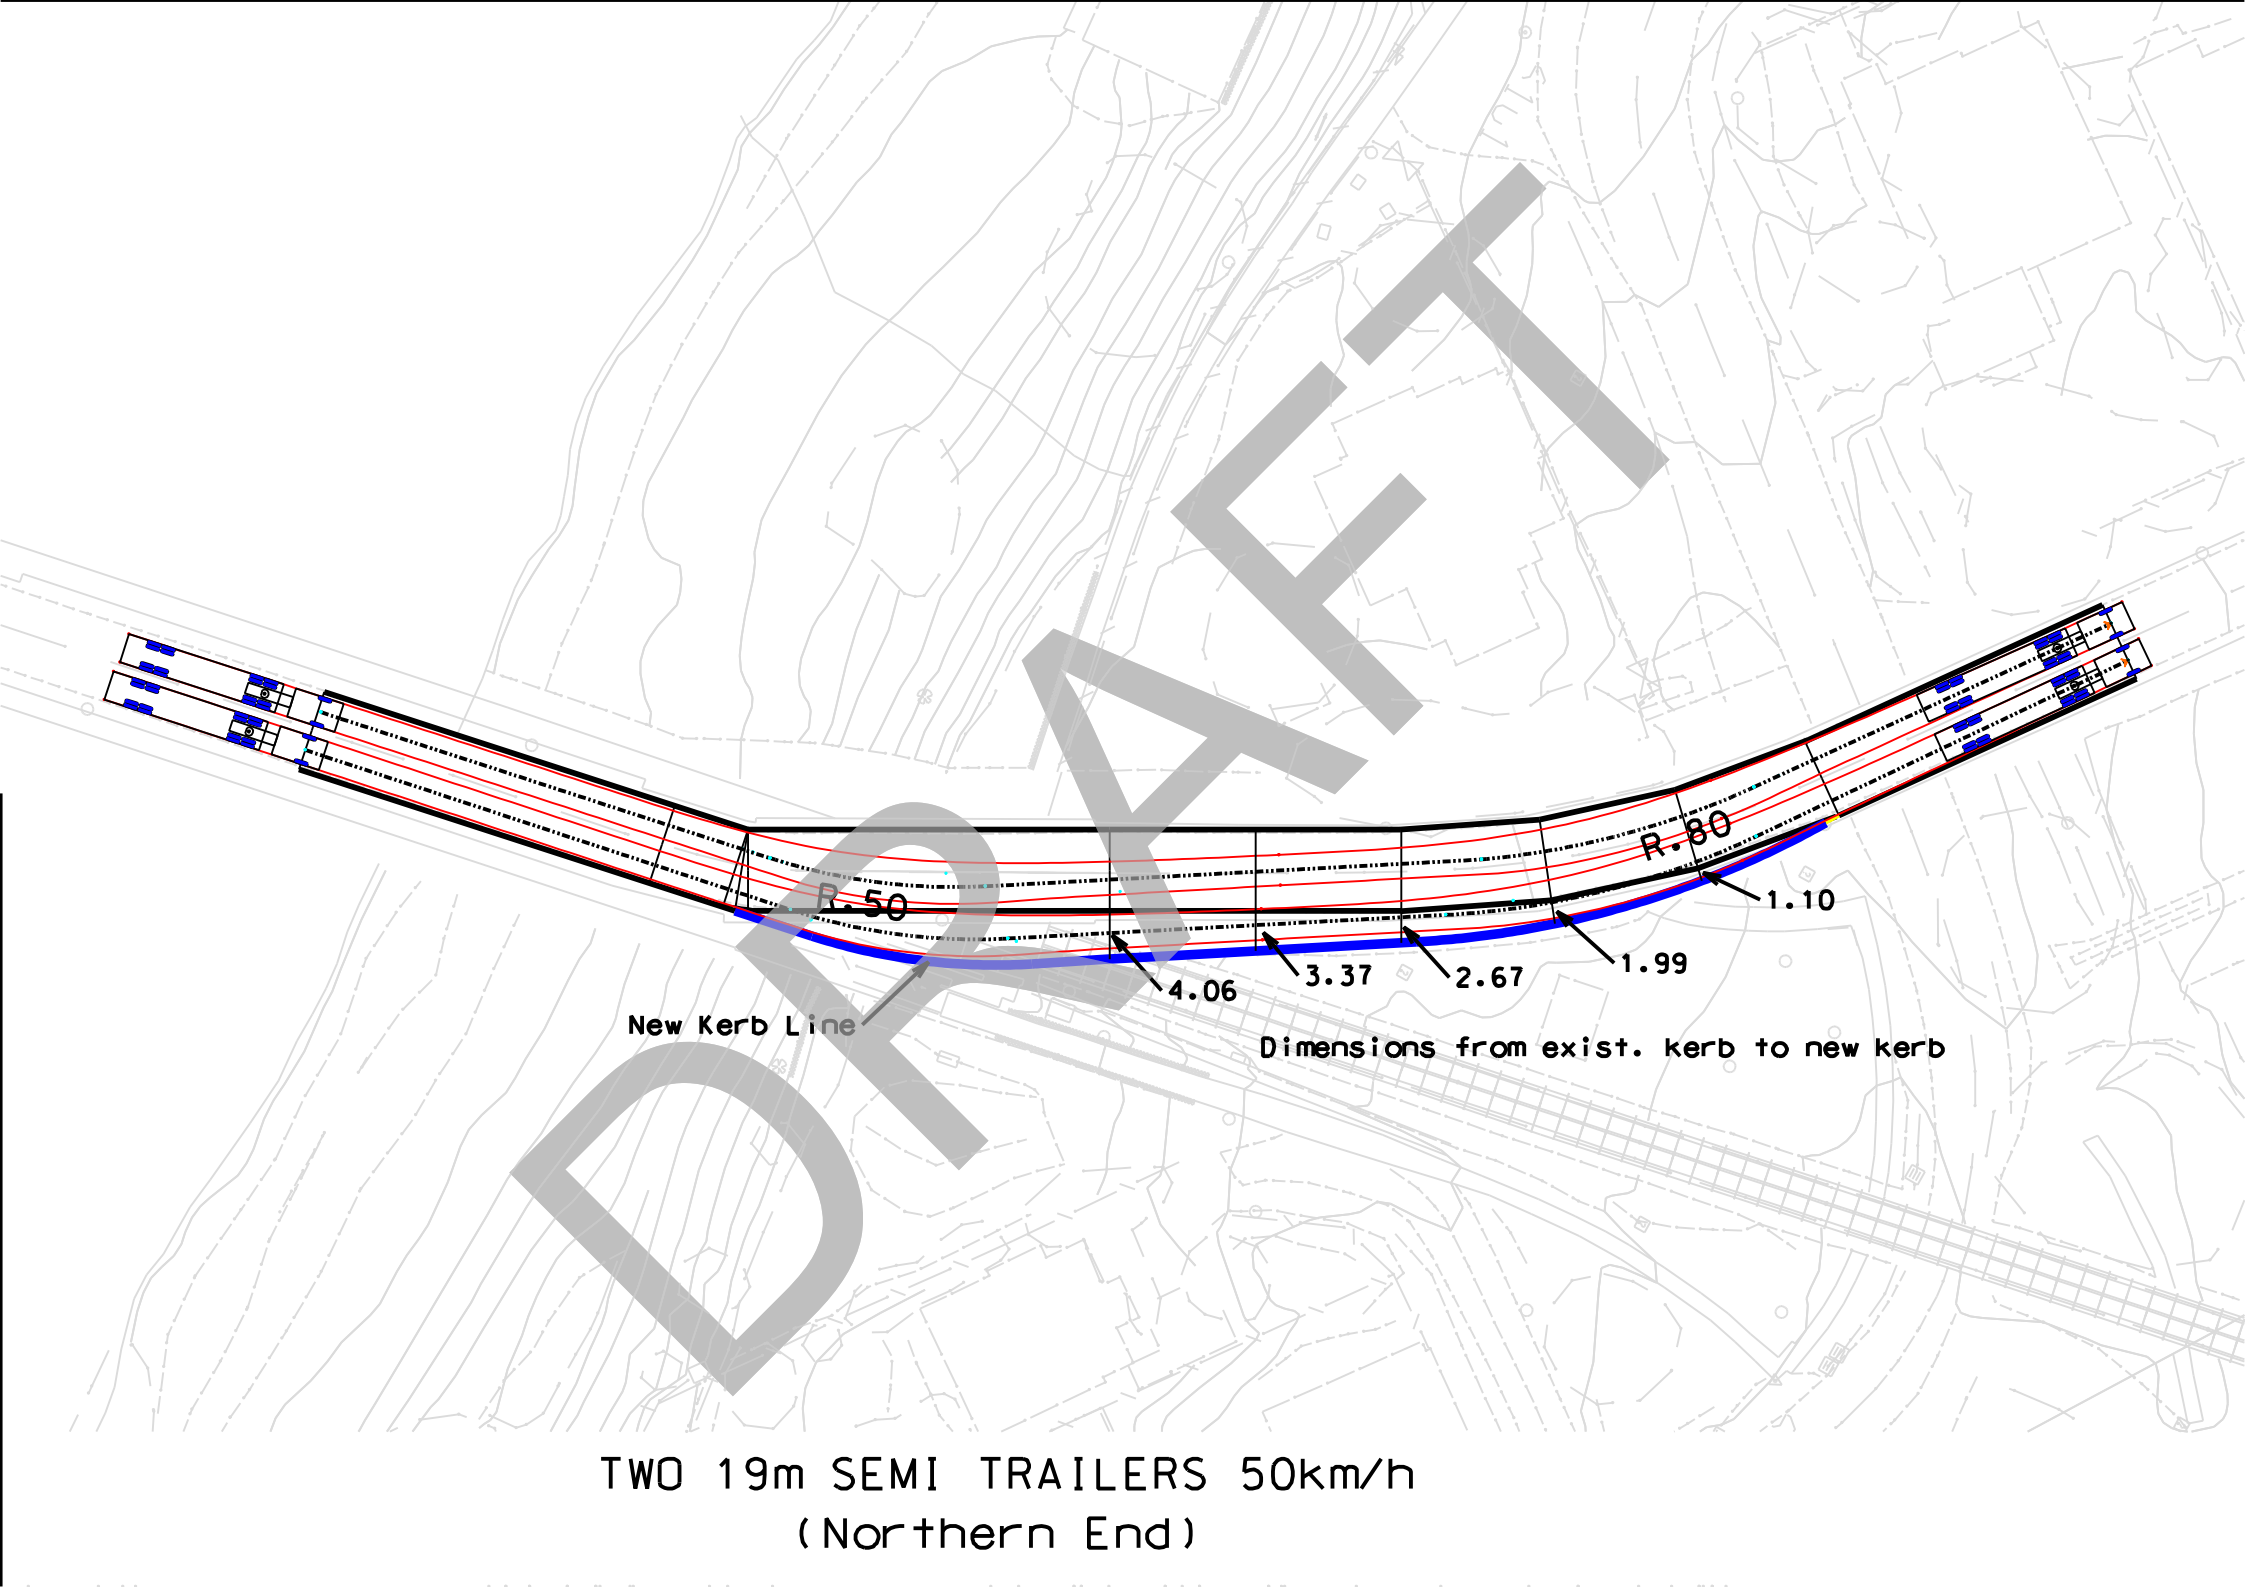 DRAFT
R.80
R.50
1.10
1.99
2.67
3.37
4.06
New Kerb Line
Dimensions from exist. kerb to new kerb
TWO 19m SEMI TRAILERS 50km/h
(Northern End)